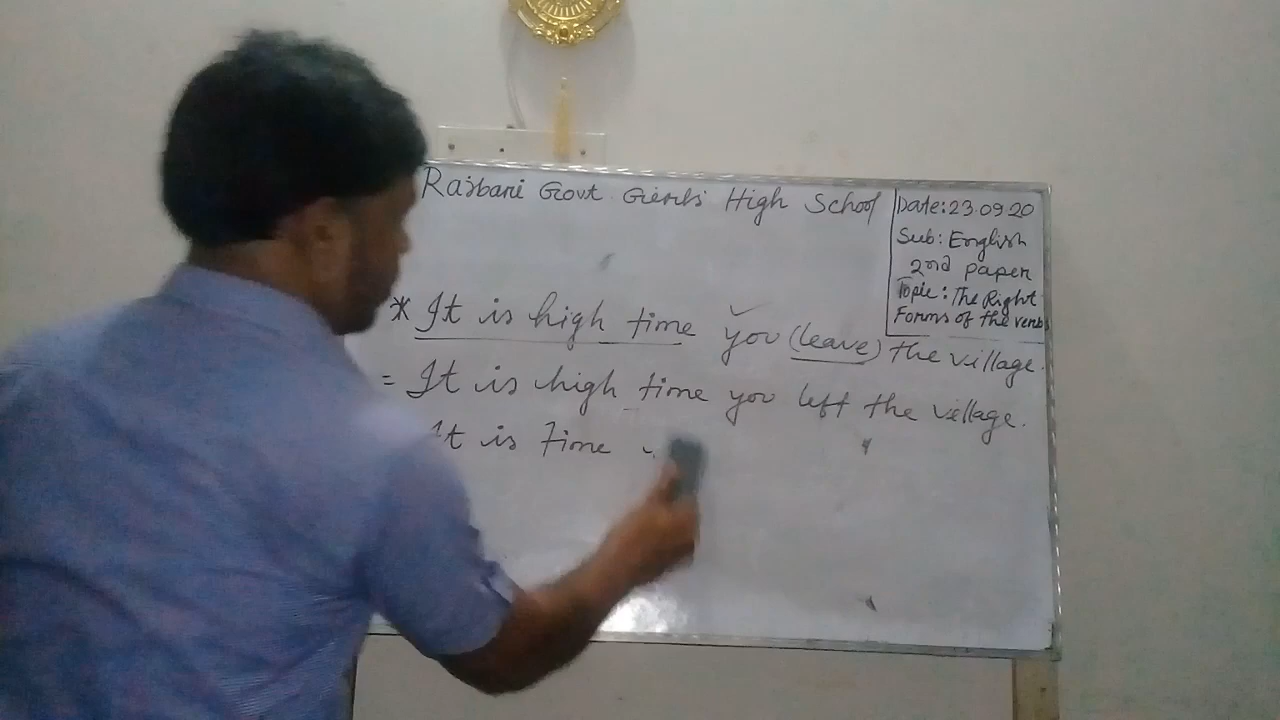 Rajbari Govt. Girls' High School
Date: 23.09.20
Sub: English
2nd paper
Topic: The Right
Forms of the verbs
* It is high time you (leave) the village.
= It is high time you left the village.
It is Time